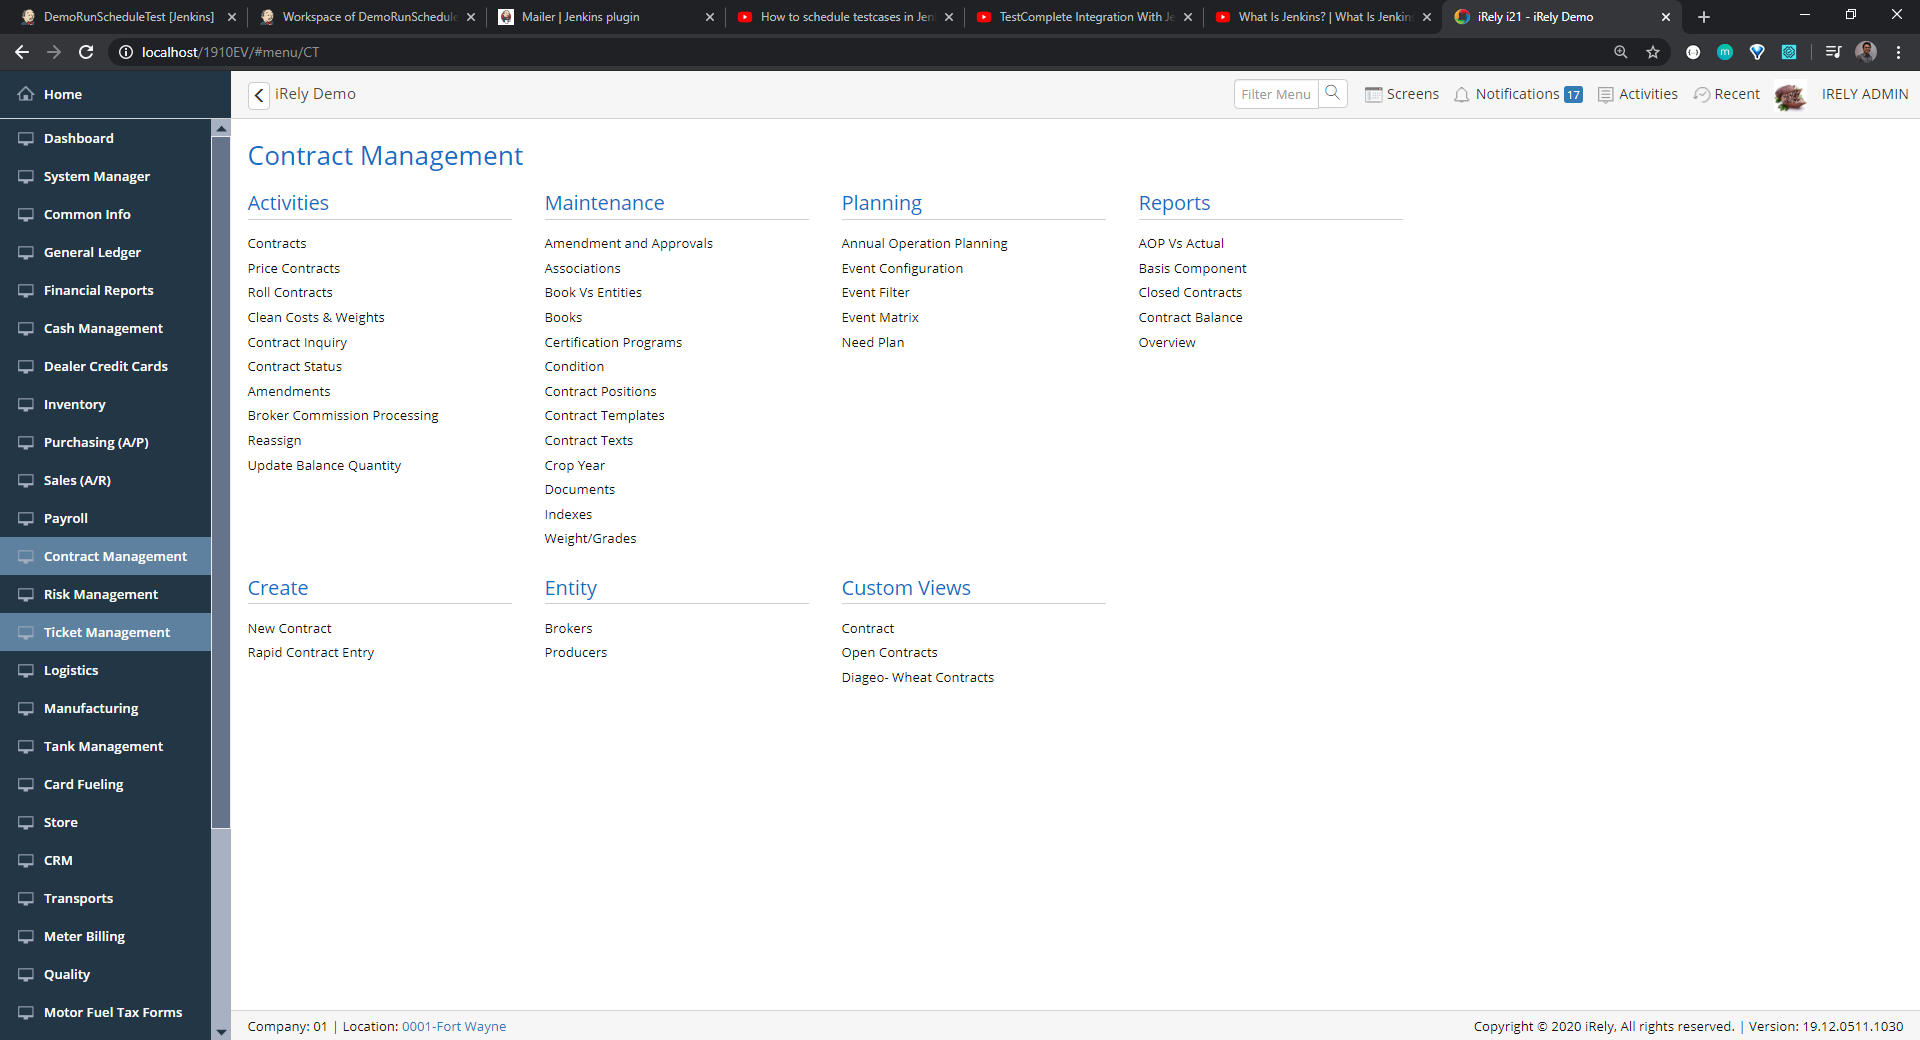 DemoRunScheduleTest [Jenkins]
Workspace of DemoRunSchedule
Mailer | Jenkins plugin
How to schedule testcases in Jen
TestComplete Integration With Je
What Is Jenkins? | What Is Jenkin
iRely i21 - iRely Demo
localhost/1910EV/#menu/CT
Home
iRely Demo
Filter Menu
Screens
Notifications 17
Activities
Recent
IRELY ADMIN
Dashboard
System Manager
Common Info
General Ledger
Financial Reports
Cash Management
Dealer Credit Cards
Inventory
Purchasing (A/P)
Sales (A/R)
Payroll
Contract Management
Risk Management
Ticket Management
Logistics
Manufacturing
Tank Management
Card Fueling
Store
CRM
Transports
Meter Billing
Quality
Motor Fuel Tax Forms
Contract Management
Activities
Contracts
Price Contracts
Roll Contracts
Clean Costs & Weights
Contract Inquiry
Contract Status
Amendments
Broker Commission Processing
Reassign
Update Balance Quantity
Maintenance
Amendment and Approvals
Associations
Book Vs Entities
Books
Certification Programs
Condition
Contract Positions
Contract Templates
Contract Texts
Crop Year
Documents
Indexes
Weight/Grades
Planning
Annual Operation Planning
Event Configuration
Event Filter
Event Matrix
Need Plan
Reports
AOP Vs Actual
Basis Component
Closed Contracts
Contract Balance
Overview
Create
New Contract
Rapid Contract Entry
Entity
Brokers
Producers
Custom Views
Contract
Open Contracts
Diageo- Wheat Contracts
Company: 01 | Location: 0001-Fort Wayne
Copyright © 2020 iRely, All rights reserved. | Version: 19.12.0511.1030